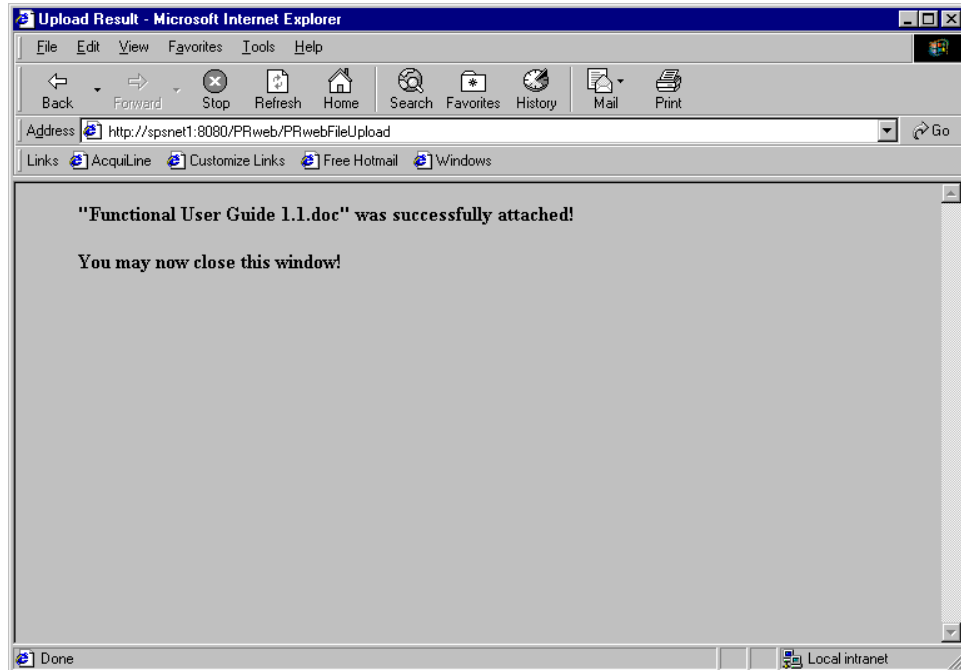 Upload Result - Microsoft Internet Explorer
File Edit View Favorites Tools Help
Back Forward Stop Refresh Home Search Favorites History Mail Print
Address http://spsnet1:8080/PRweb/PRwebFileUpload Go
Links AcquiLine Customize Links Free Hotmail Windows
"Functional User Guide 1.1.doc" was successfully attached!
You may now close this window!
Done Local intranet